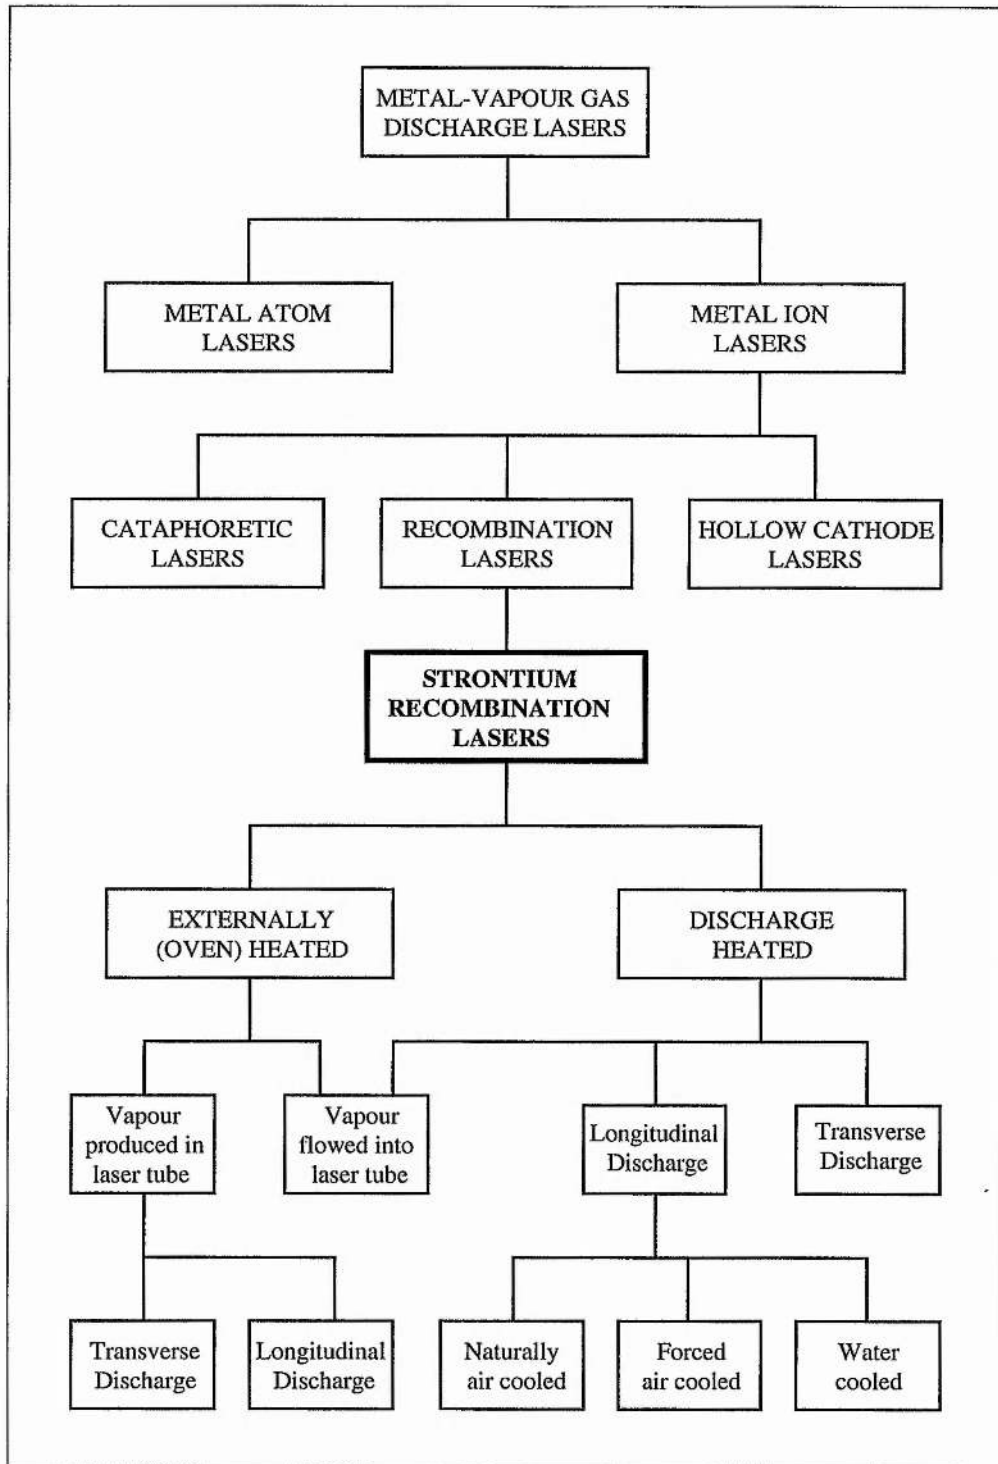 METAL-VAPOUR GAS
DISCHARGE LASERS
METAL ATOM
LASERS
METAL ION
LASERS
CATAPHORETIC
LASERS
RECOMBINATION
LASERS
HOLLOW CATHODE
LASERS
STRONTIUM
RECOMBINATION
LASERS
EXTERNALLY
(OVEN) HEATED
DISCHARGE
HEATED
Vapour
produced in
laser tube
Vapour
flowed into
laser tube
Longitudinal
Discharge
Transverse
Discharge
Transverse
Discharge
Longitudinal
Discharge
Naturally
air cooled
Forced
air cooled
Water
cooled